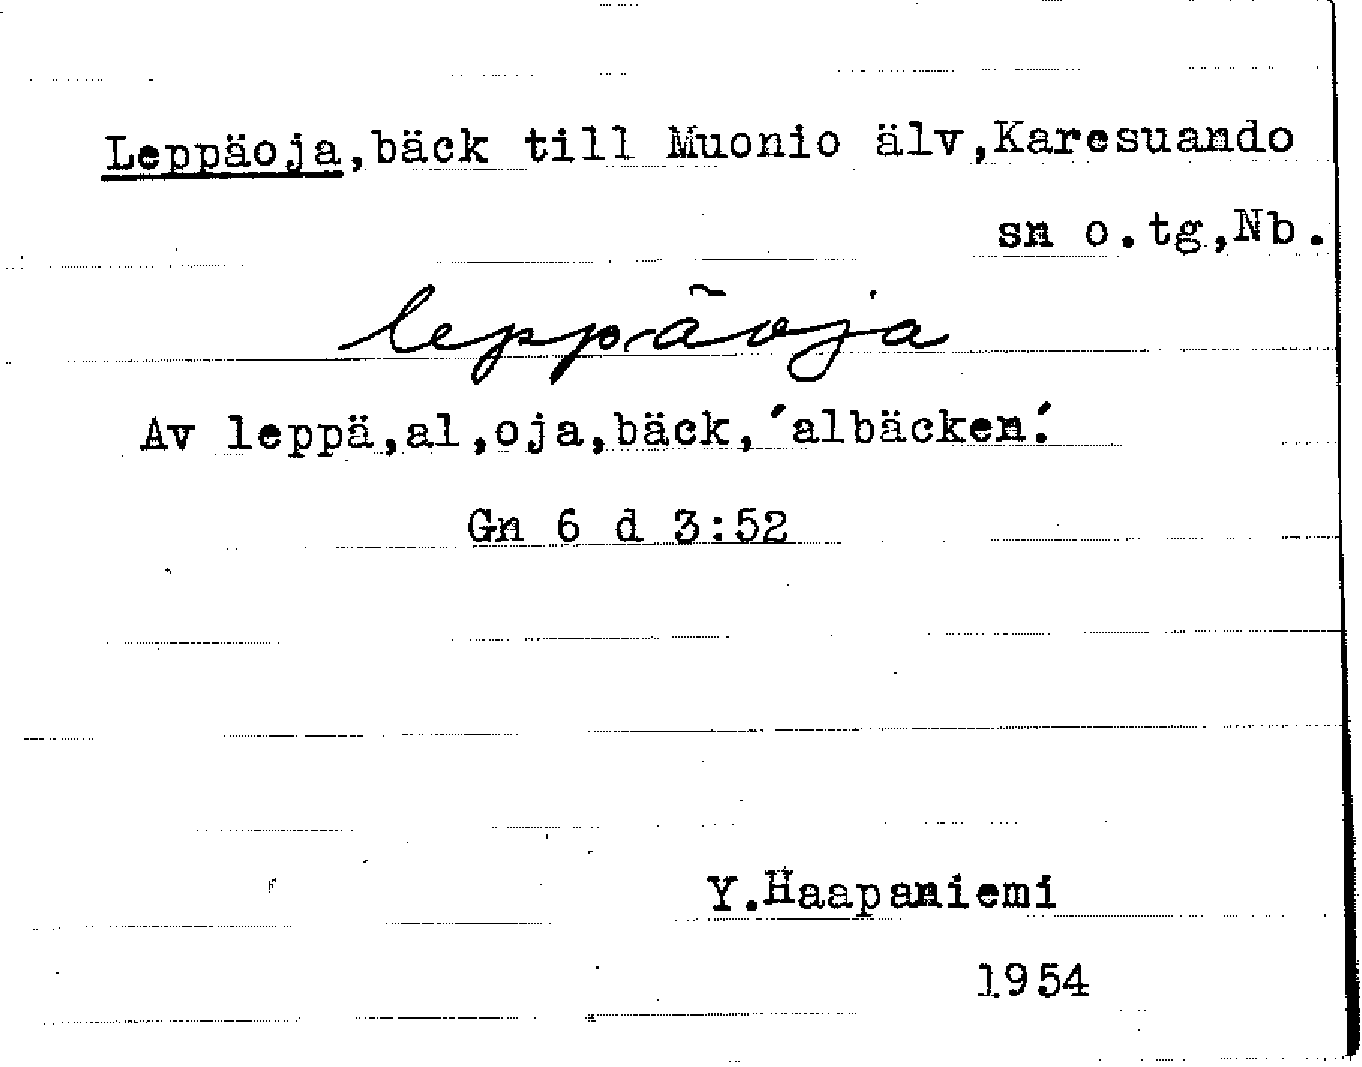 Leppäoja,bäck till Muonio älv,Karesuando
sn o.tg,Nb.
leppäoja
Av leppä,al,oja,bäck,'albäcken'.
Gn 6 d 3:52
Y.Haapaniemi
1954